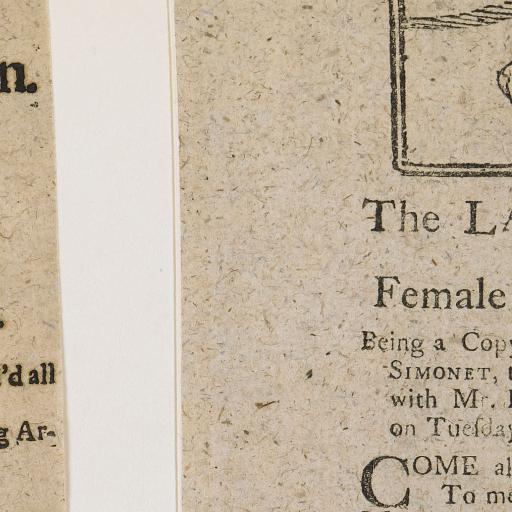 n.
'd all
g Ar-
The LA
Female
Being a Copy
SIMONET,
with Mr.
on Tueſday
COME al
To me